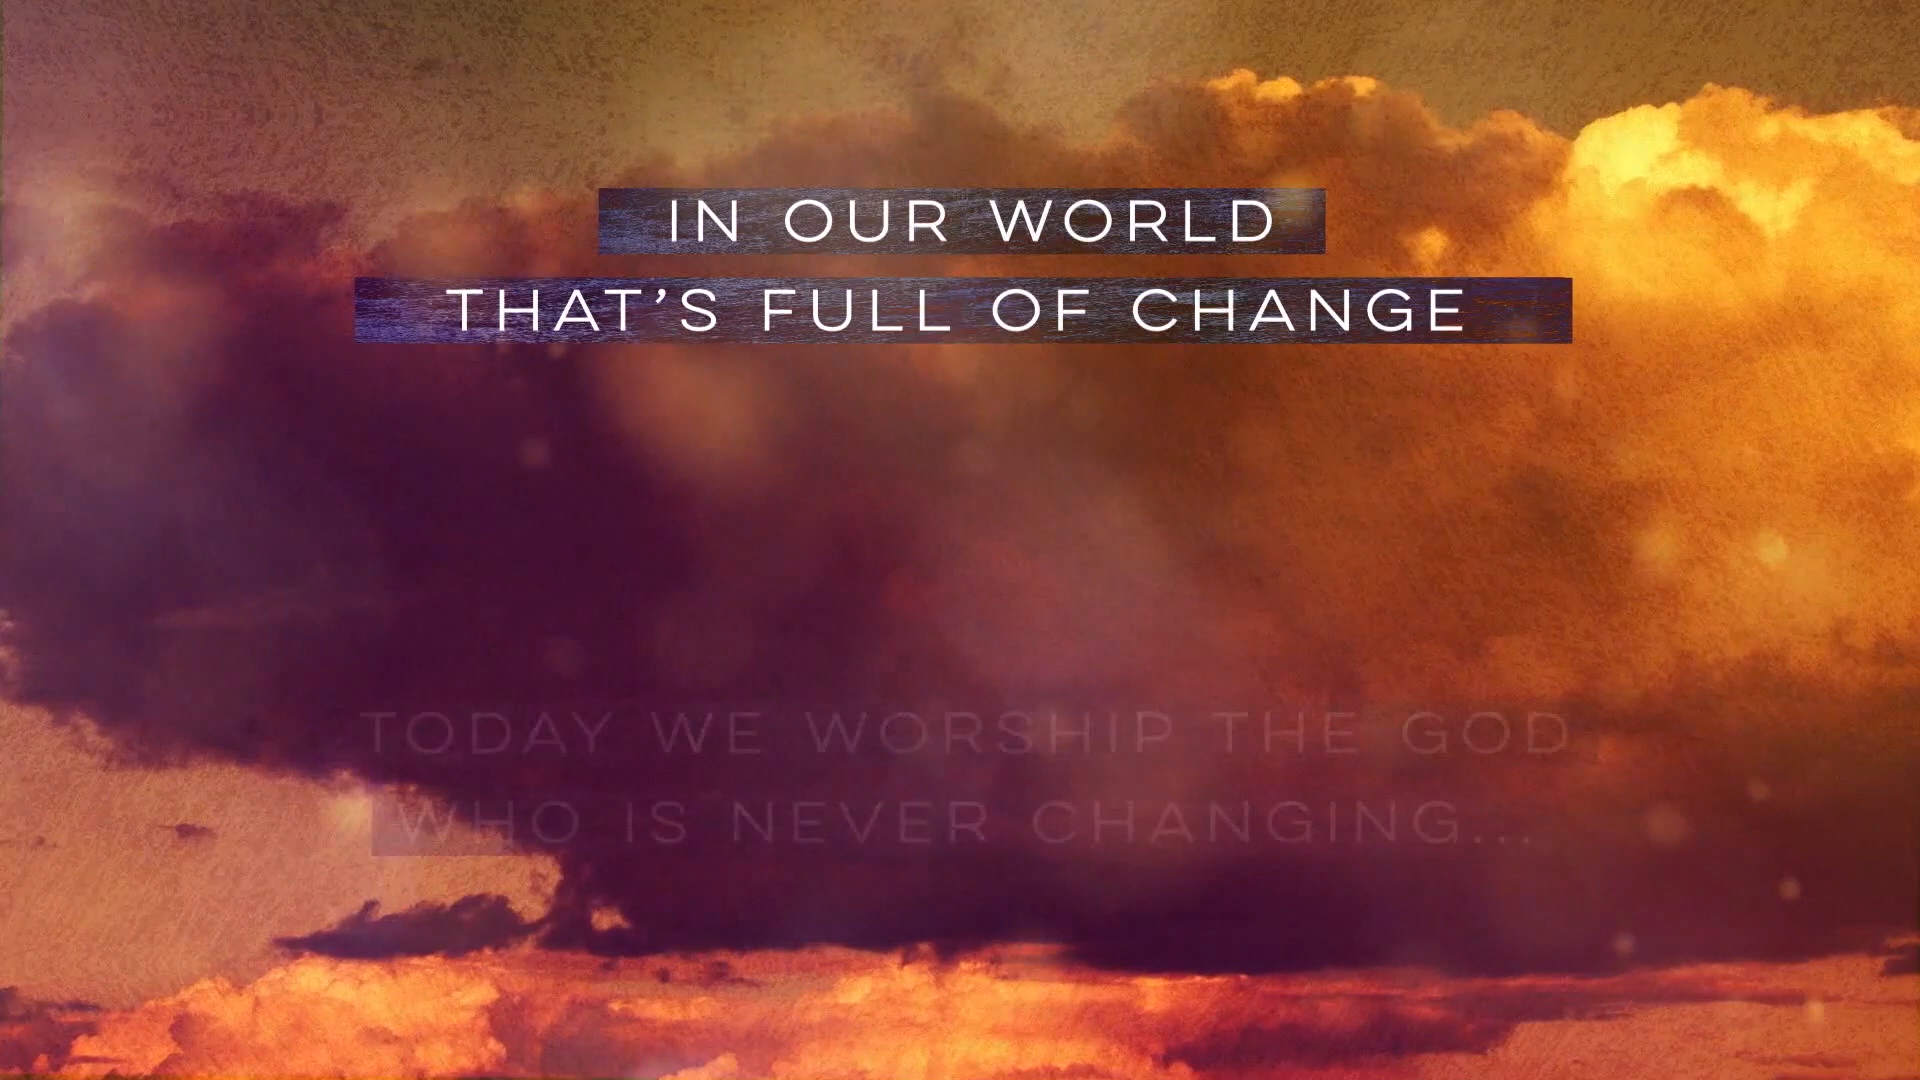 IN OUR WORLD
THAT'S FULL OF CHANGE
TODAY WE WORSHIP THE GOD
WHO IS NEVER CHANGING...